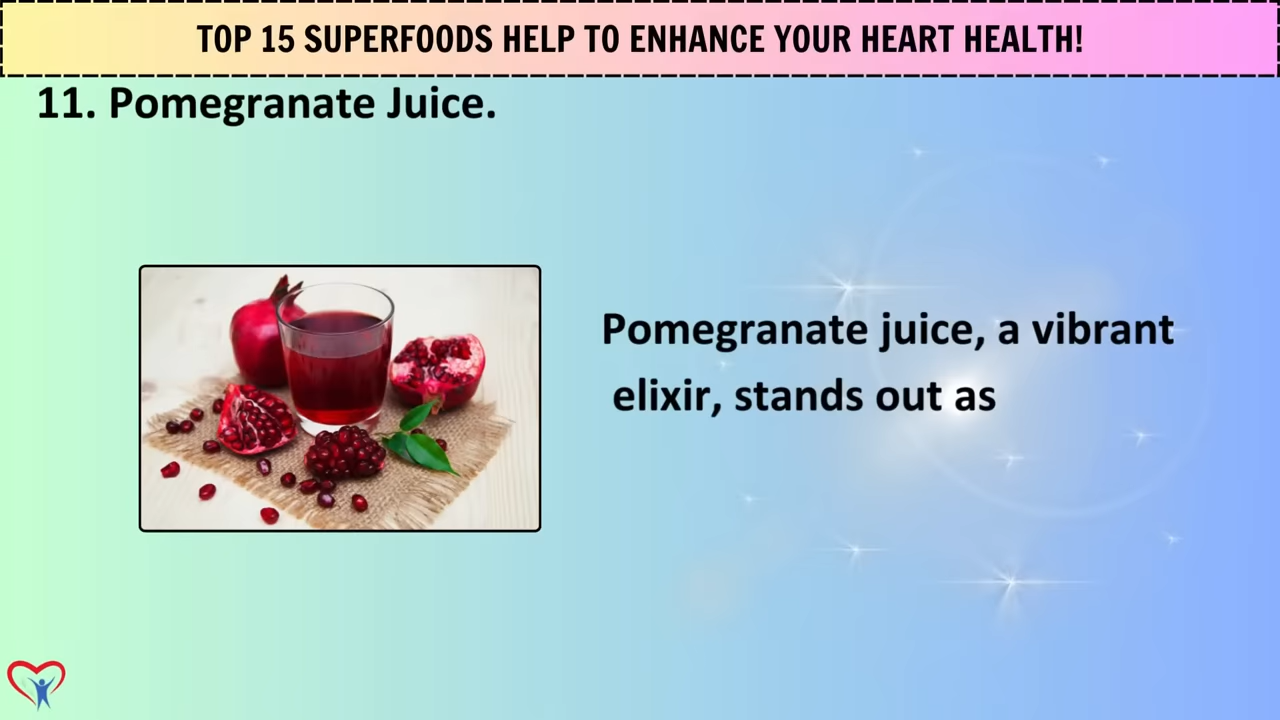 TOP 15 SUPERFOODS HELP TO ENHANCE YOUR HEART HEALTH!
11. Pomegranate Juice.
Pomegranate juice, a vibrant
elixir, stands out as